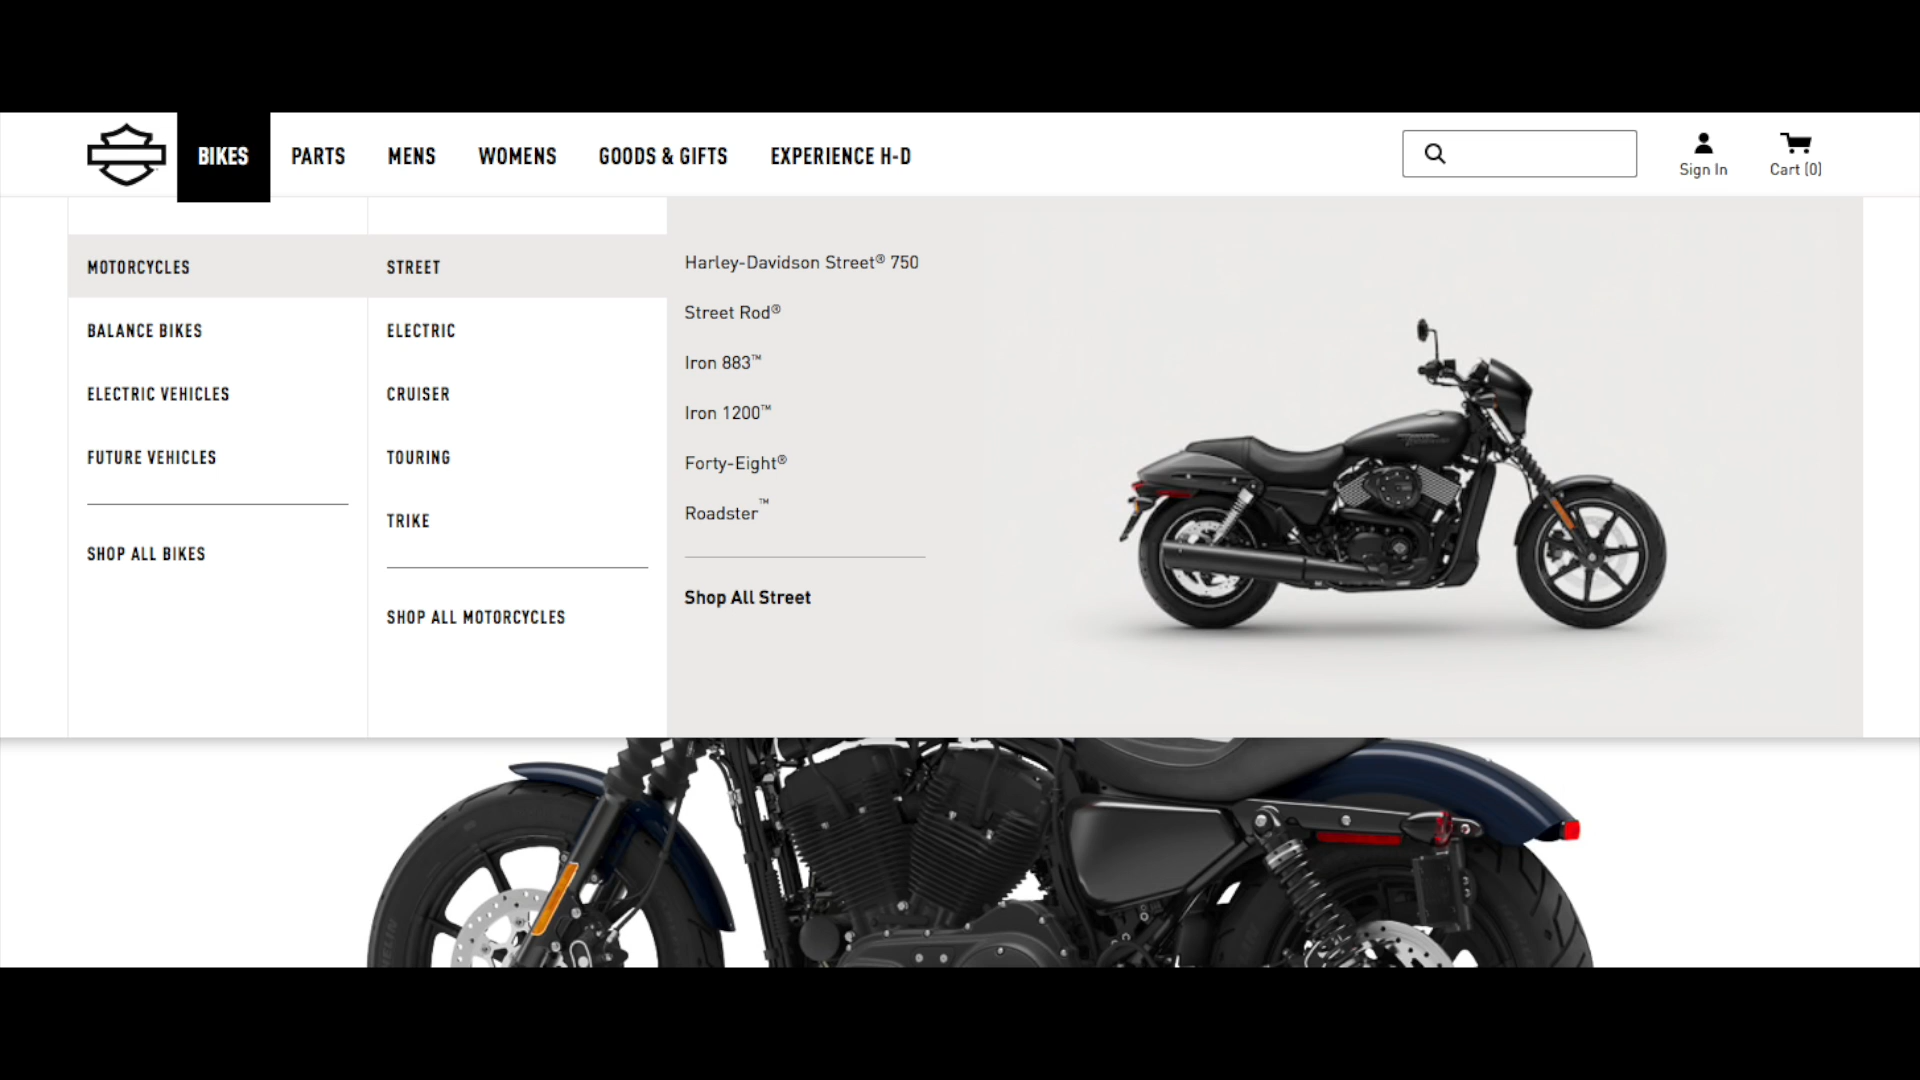 BIKES
PARTS
MENS
WOMENS
GOODS & GIFTS
EXPERIENCE H-D
Sign In
Cart (0)
MOTORCYCLES
BALANCE BIKES
ELECTRIC VEHICLES
FUTURE VEHICLES
SHOP ALL BIKES
STREET
ELECTRIC
CRUISER
TOURING
TRIKE
SHOP ALL MOTORCYCLES
Harley-Davidson Street® 750
Street Rod®
Iron 883™
Iron 1200™
Forty-Eight®
Roadster™
Shop All Street